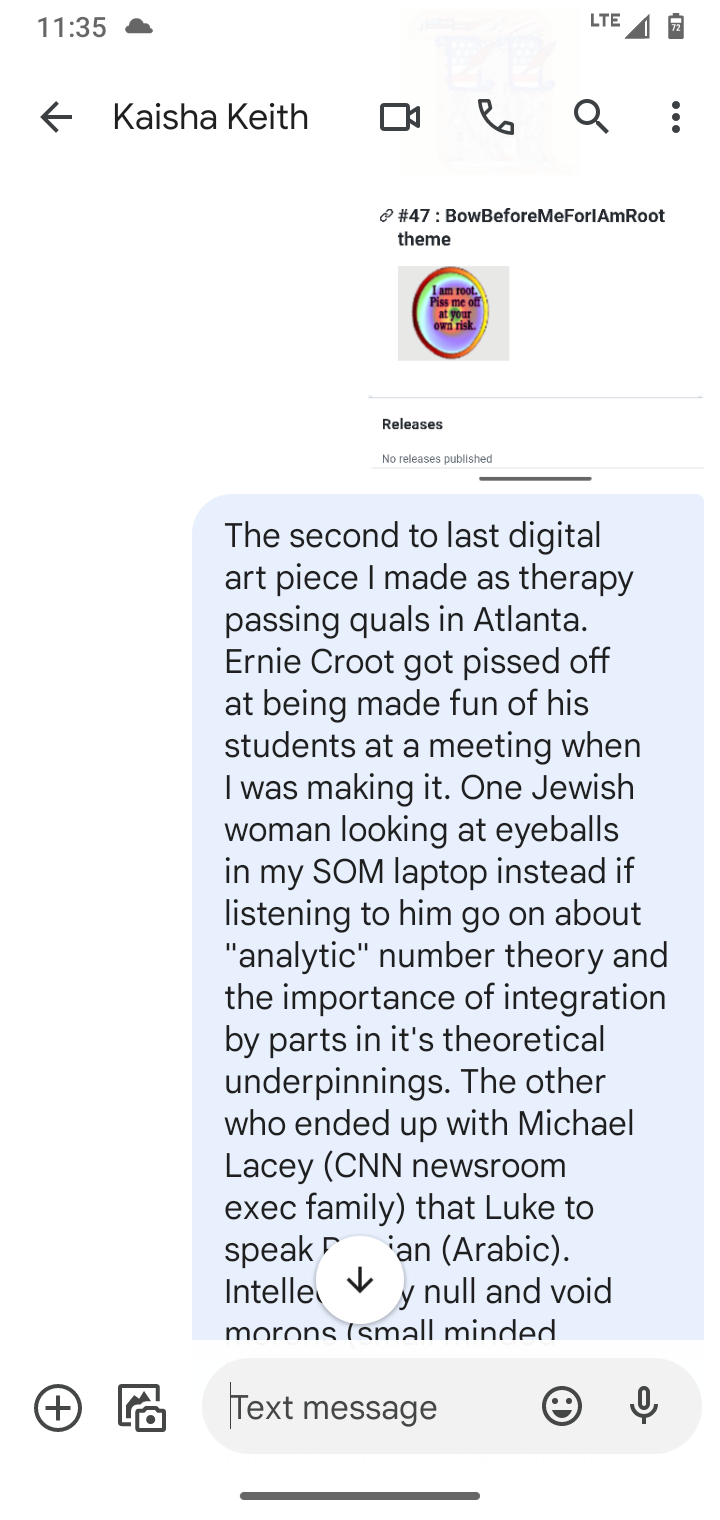 11:35
LTE
72
Kaisha Keith
#47 : BowBeforeMeForIAmRoot
theme
I am root.
Piss me off
at your
own risk.
Releases
No releases published
The second to last digital
art piece I made as therapy
passing quals in Atlanta.
Ernie Croot got pissed off
at being made fun of his
students at a meeting when
I was making it. One Jewish
woman looking at eyeballs
in my SOM laptop instead if
listening to him go on about
"analytic" number theory and
the importance of integration
by parts in it's theoretical
underpinnings. The other
who ended up with Michael
Lacey (CNN newsroom
exec family) that Luke to
speak (Arabic).
null and void
morons (small minded
Text message